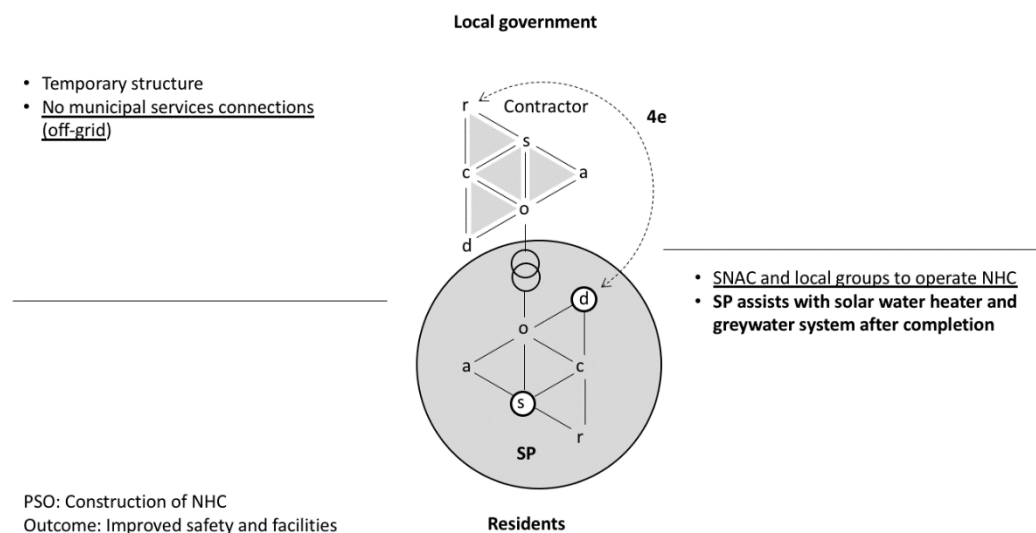 Local government
• Temporary structure
• No municipal services connections
(off-grid)
r
Contractor
4e
s
c
a
o
d
• SNAC and local groups to operate NHC
• SP assists with solar water heater and
greywater system after completion
d
o
a
c
s
r
SP
PSO: Construction of NHC
Outcome: Improved safety and facilities
Residents